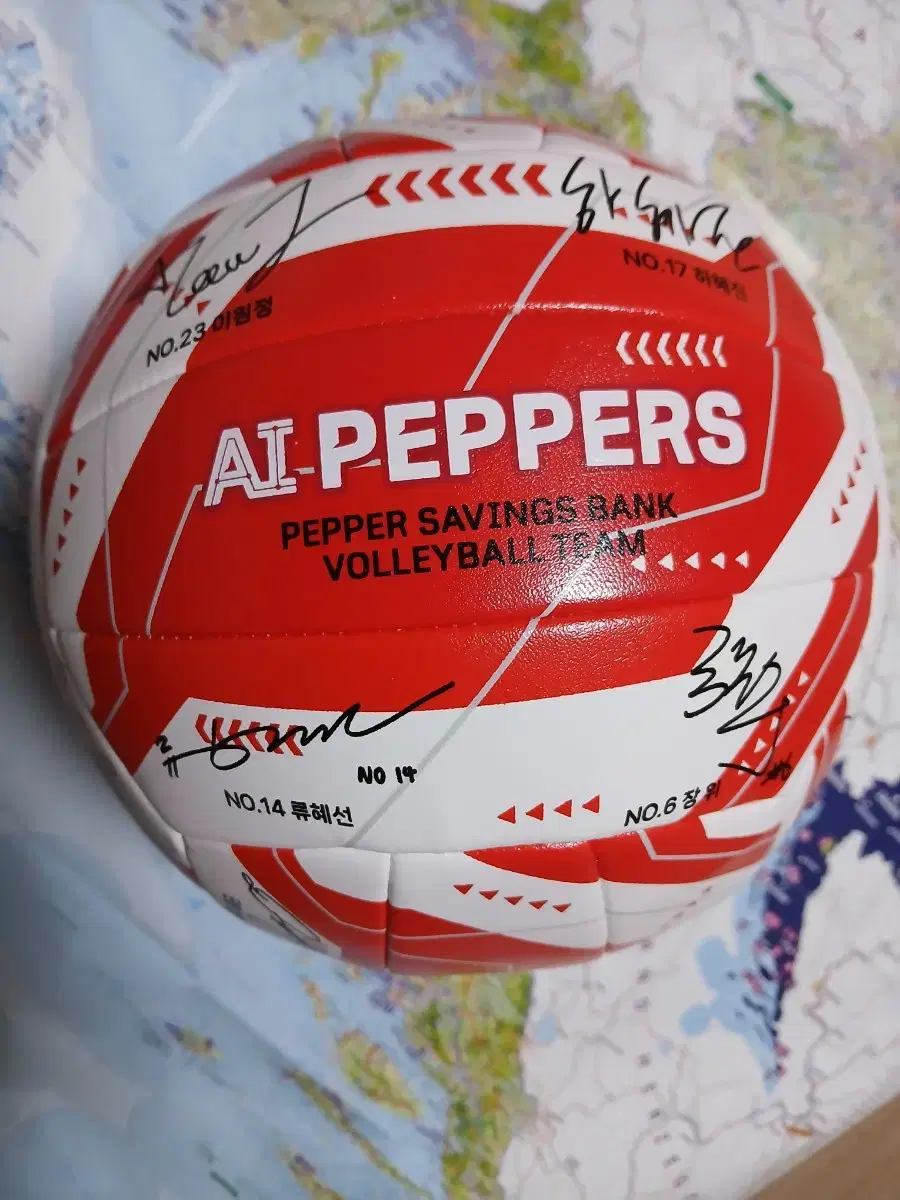 NO.23 이원정
NO.17 하혜진
AI PEPPERS
PEPPER SAVINGS BANK
VOLLEYBALL TEAM
NO 14
NO.14 류혜선
#6
NO.6 장 위